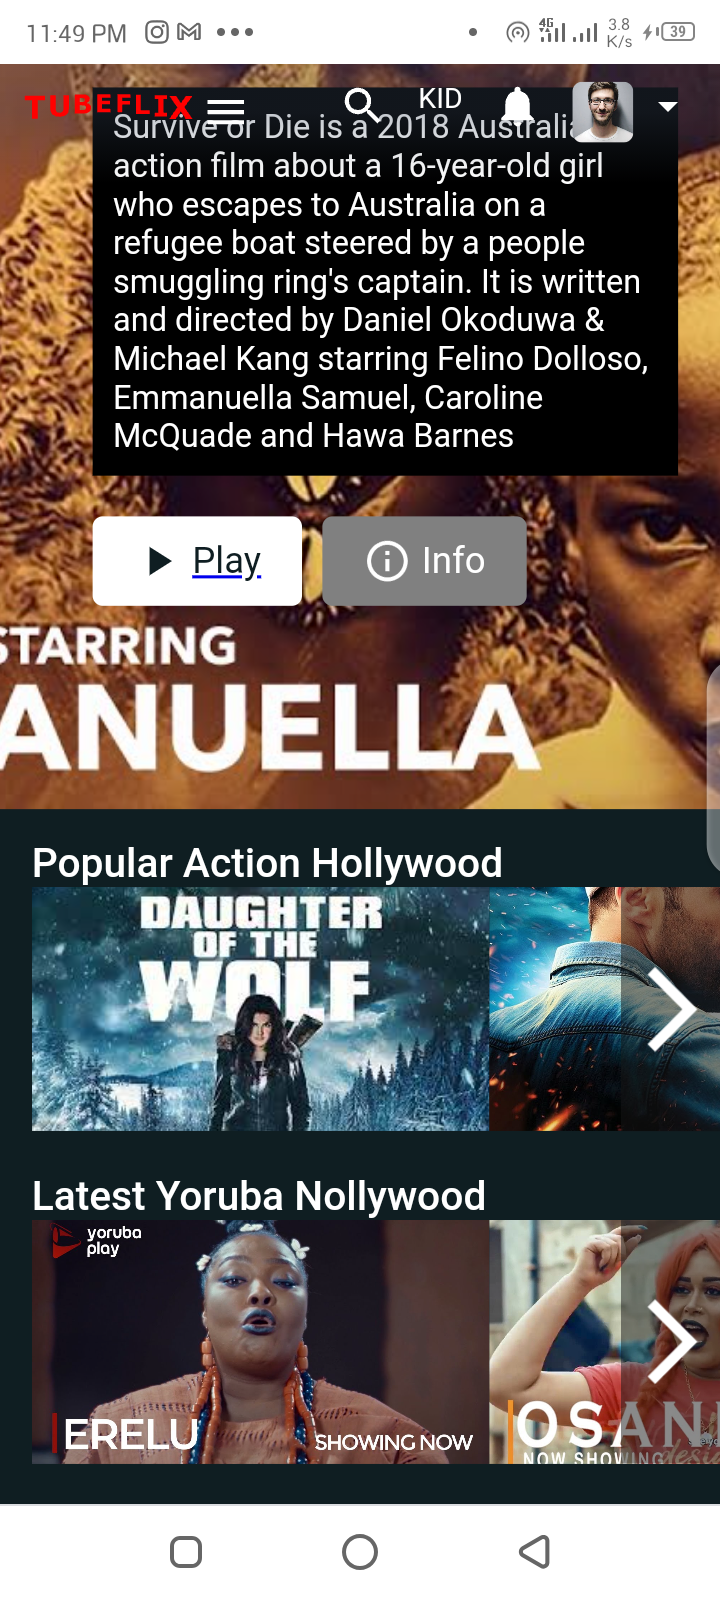 11:49 PM
4G
3.8
K/s
39
TUBEFLIX
KID
Survive or Die is a 2018
action film about a 16-year-old girl
who escapes to Australia on a
refugee boat steered by a people
smuggling ring's captain. It is written
and directed by Daniel Okoduwa &
Michael Kang starring Felino Dolloso,
Emmanuella Samuel, Caroline
McQuade and Hawa Barnes
Play
Info
STARRING
ANUELLA
Popular Action Hollywood
DAUGHTER
OF THE
WOLF
Latest Yoruba Nollywood
yoruba
play
ERELU
SHOWING NOW
OSAN
NOW SHOWING